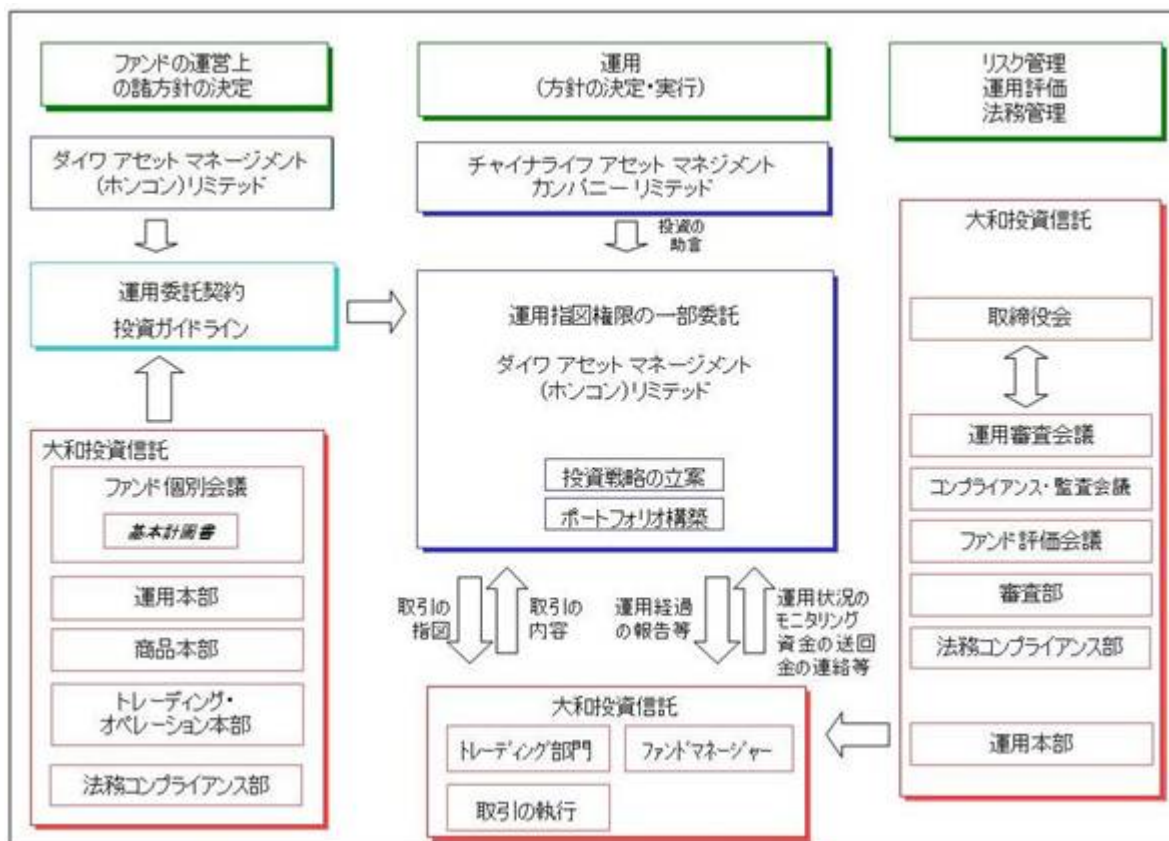 ファンドの運営上
の諸方針の決定
ダイワ アセット マネージメント
(ホンコン)リミテッド
運用委託契約
投資ガイドライン
大和投資信託
ファンド個別会議
基本計画書
運用本部
商品本部
トレーディング・
オペレーション本部
法務コンプライアンス部
運用
(方針の決定・実行)
チャイナライフ アセット マネジメント
カンパニー リミテッド
投資の
助言
運用指図権限の一部委託
ダイワ アセット マネージメント
(ホンコン)リミテッド
投資戦略の立案
ポートフォリオ構築
取引の
指図
取引の
内容
運用経過
の報告等
運用状況の
モニタリング
資金の送回
金の連絡等
大和投資信託
トレーディング部門
ファンドマネージャー
取引の執行
リスク管理
運用評価
法務管理
大和投資信託
取締役会
運用審査会議
コンプライアンス・監査会議
ファンド評価会議
審査部
法務コンプライアンス部
運用本部